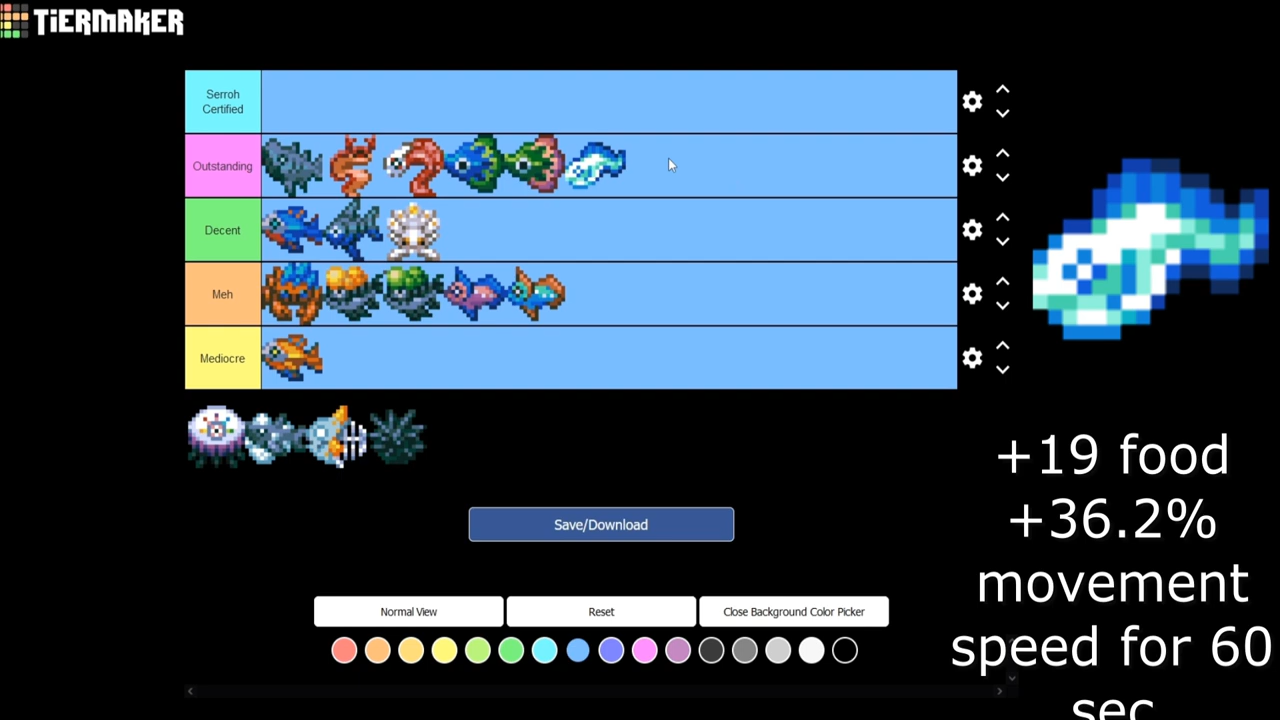 TiERMAKER
Serroh
Certified
Outstanding
Decent
Meh
Mediocre
+19 food
+36.2%
movement
speed for 60
sec
Save/Download
Normal View
Reset
Close Background Color Picker